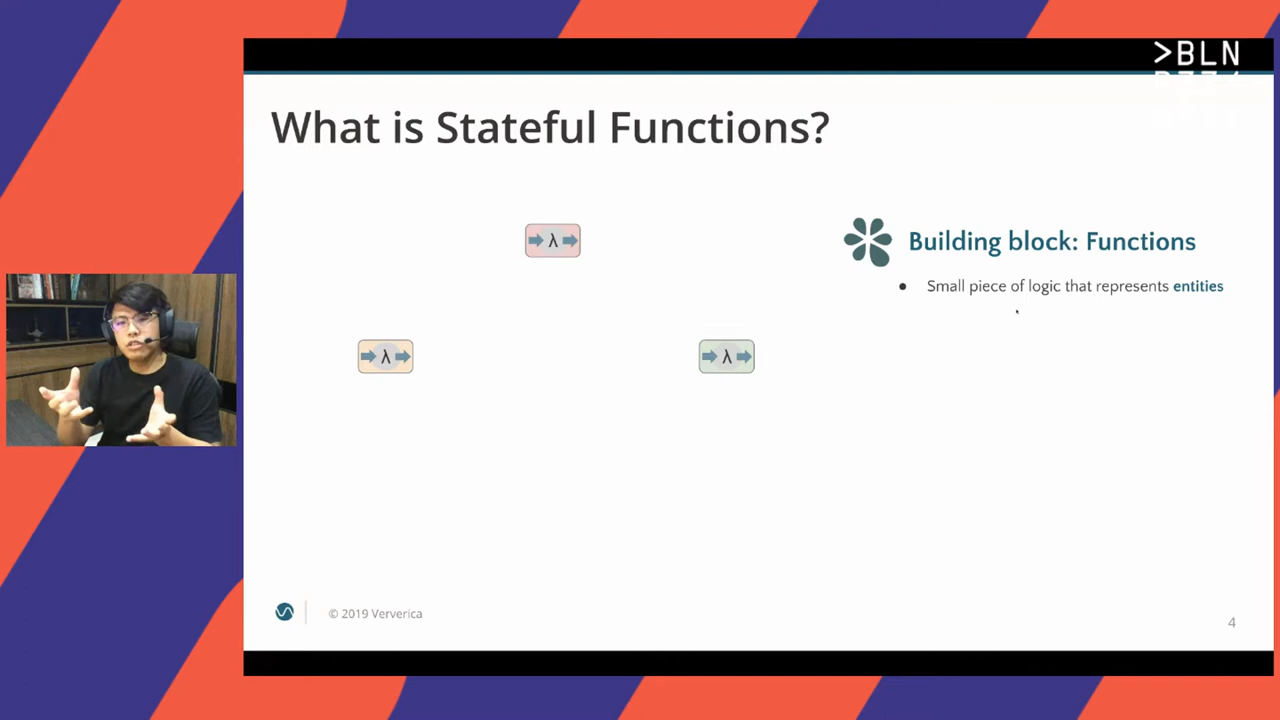 >BLN
What is Stateful Functions?
λ
Building block: Functions
● Small piece of logic that represents entities
λ
λ
© 2019 Ververica
4